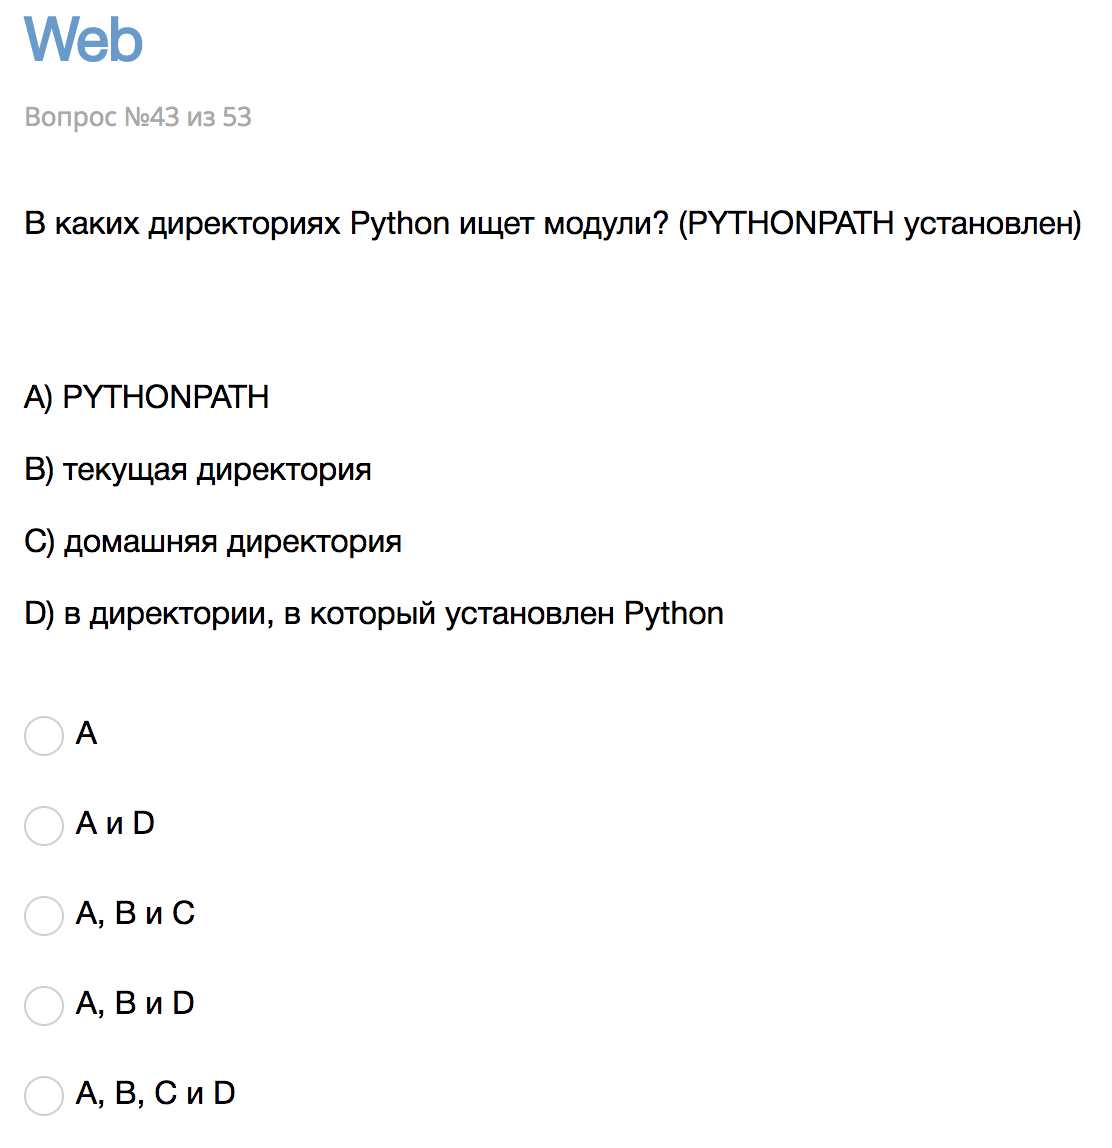 Web
Вопрос №43 из 53
В каких директориях Python ищет модули? (PYTHONPATH установлен)
A) PYTHONPATH
B) текущая директория
C) домашняя директория
D) в директории, в который установлен Python
A
A и D
A, B и C
A, B и D
A, B, C и D